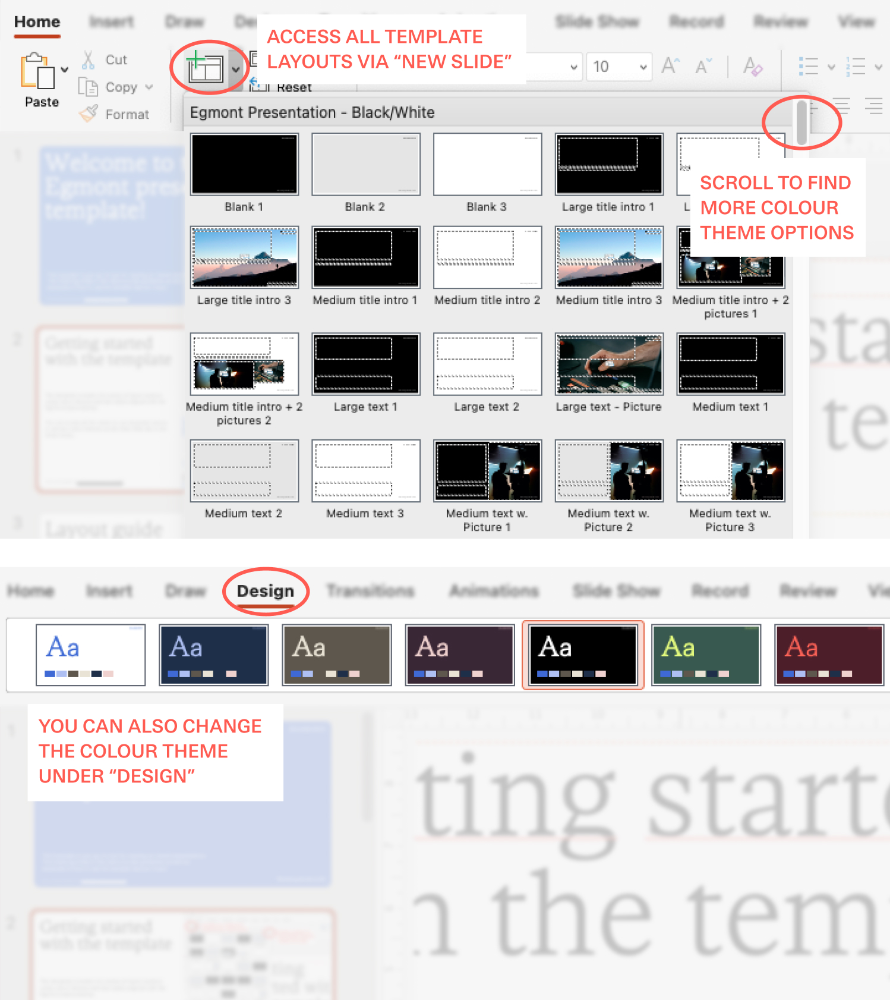 Home Insert Draw Slide Show Record Review View
ACCESS ALL TEMPLATE
LAYOUTS VIA “NEW SLIDE”
Cut
Copy
Paste
Format
Reset
10
Egmont Presentation - Black/White
SCROLL TO FIND
MORE COLOUR
THEME OPTIONS
Blank 1
Blank 2
Blank 3
Large title intro 1
Large title intro 3
Medium title intro 1
Medium title intro 2
Medium title intro 3
Medium title intro + 2
pictures 1
Medium title intro + 2
pictures 2
Large text 1
Large text 2
Large text - Picture
Medium text 1
Medium text 2
Medium text 3
Medium text w.
Picture 1
Medium text w.
Picture 2
Medium text w.
Picture 3
1
Welcome to
Egmont pres
template!
2
Getting started
with the template
3
Layout guide
sta
te
Home Insert Draw Design Transitions Animations Slide Show Record Review Vie
Aa Aa Aa Aa Aa Aa Aa
YOU CAN ALSO CHANGE
THE COLOUR THEME
UNDER “DESIGN”
1
ting starte
n the tem
2
Getting started
with the template